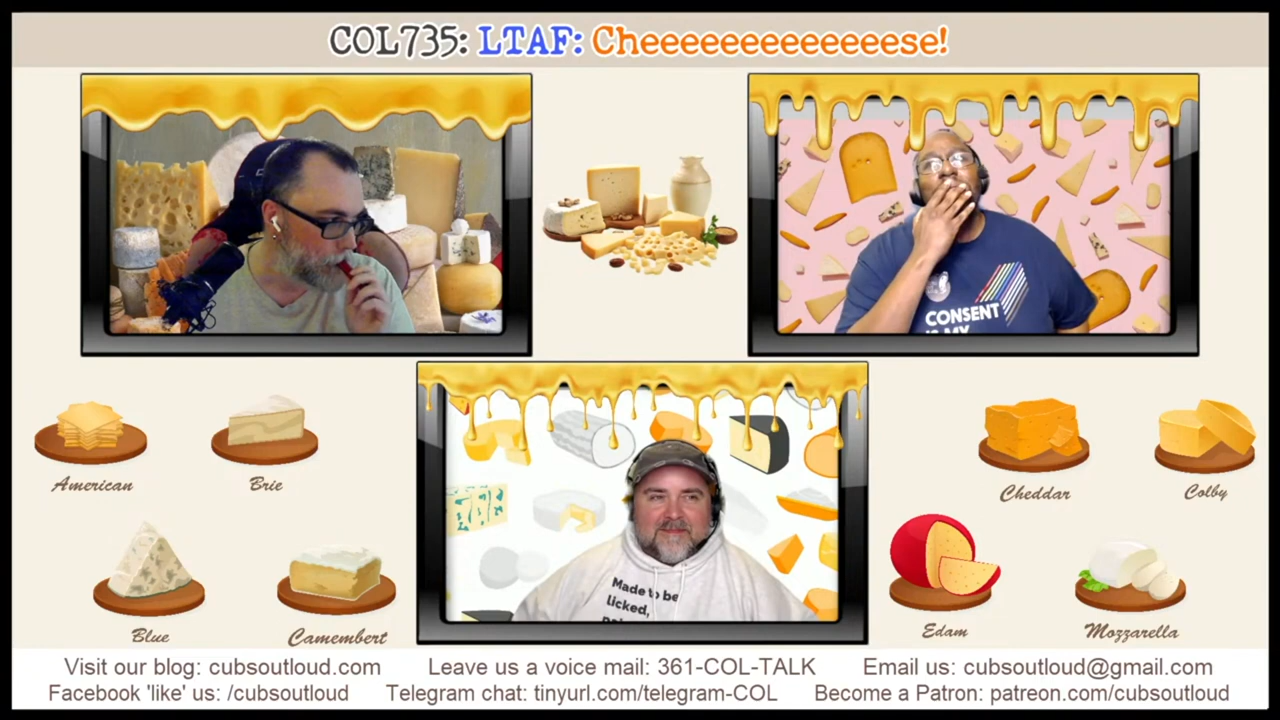 COL735: LTAF: Cheeeeeeeeeeeeeese!
CONSENT
IS MY
Made to be
licked,
American
Brie
Cheddar
Colby
Blue
Camembert
Edam
Mozzarella
Visit our blog: cubsoutloud.com Leave us a voice mail: 361-COL-TALK Email us: cubsoutloud@gmail.com
Facebook 'like' us: /cubsoutloud Telegram chat: tinyurl.com/telegram-COL Become a Patron: patreon.com/cubsoutloud